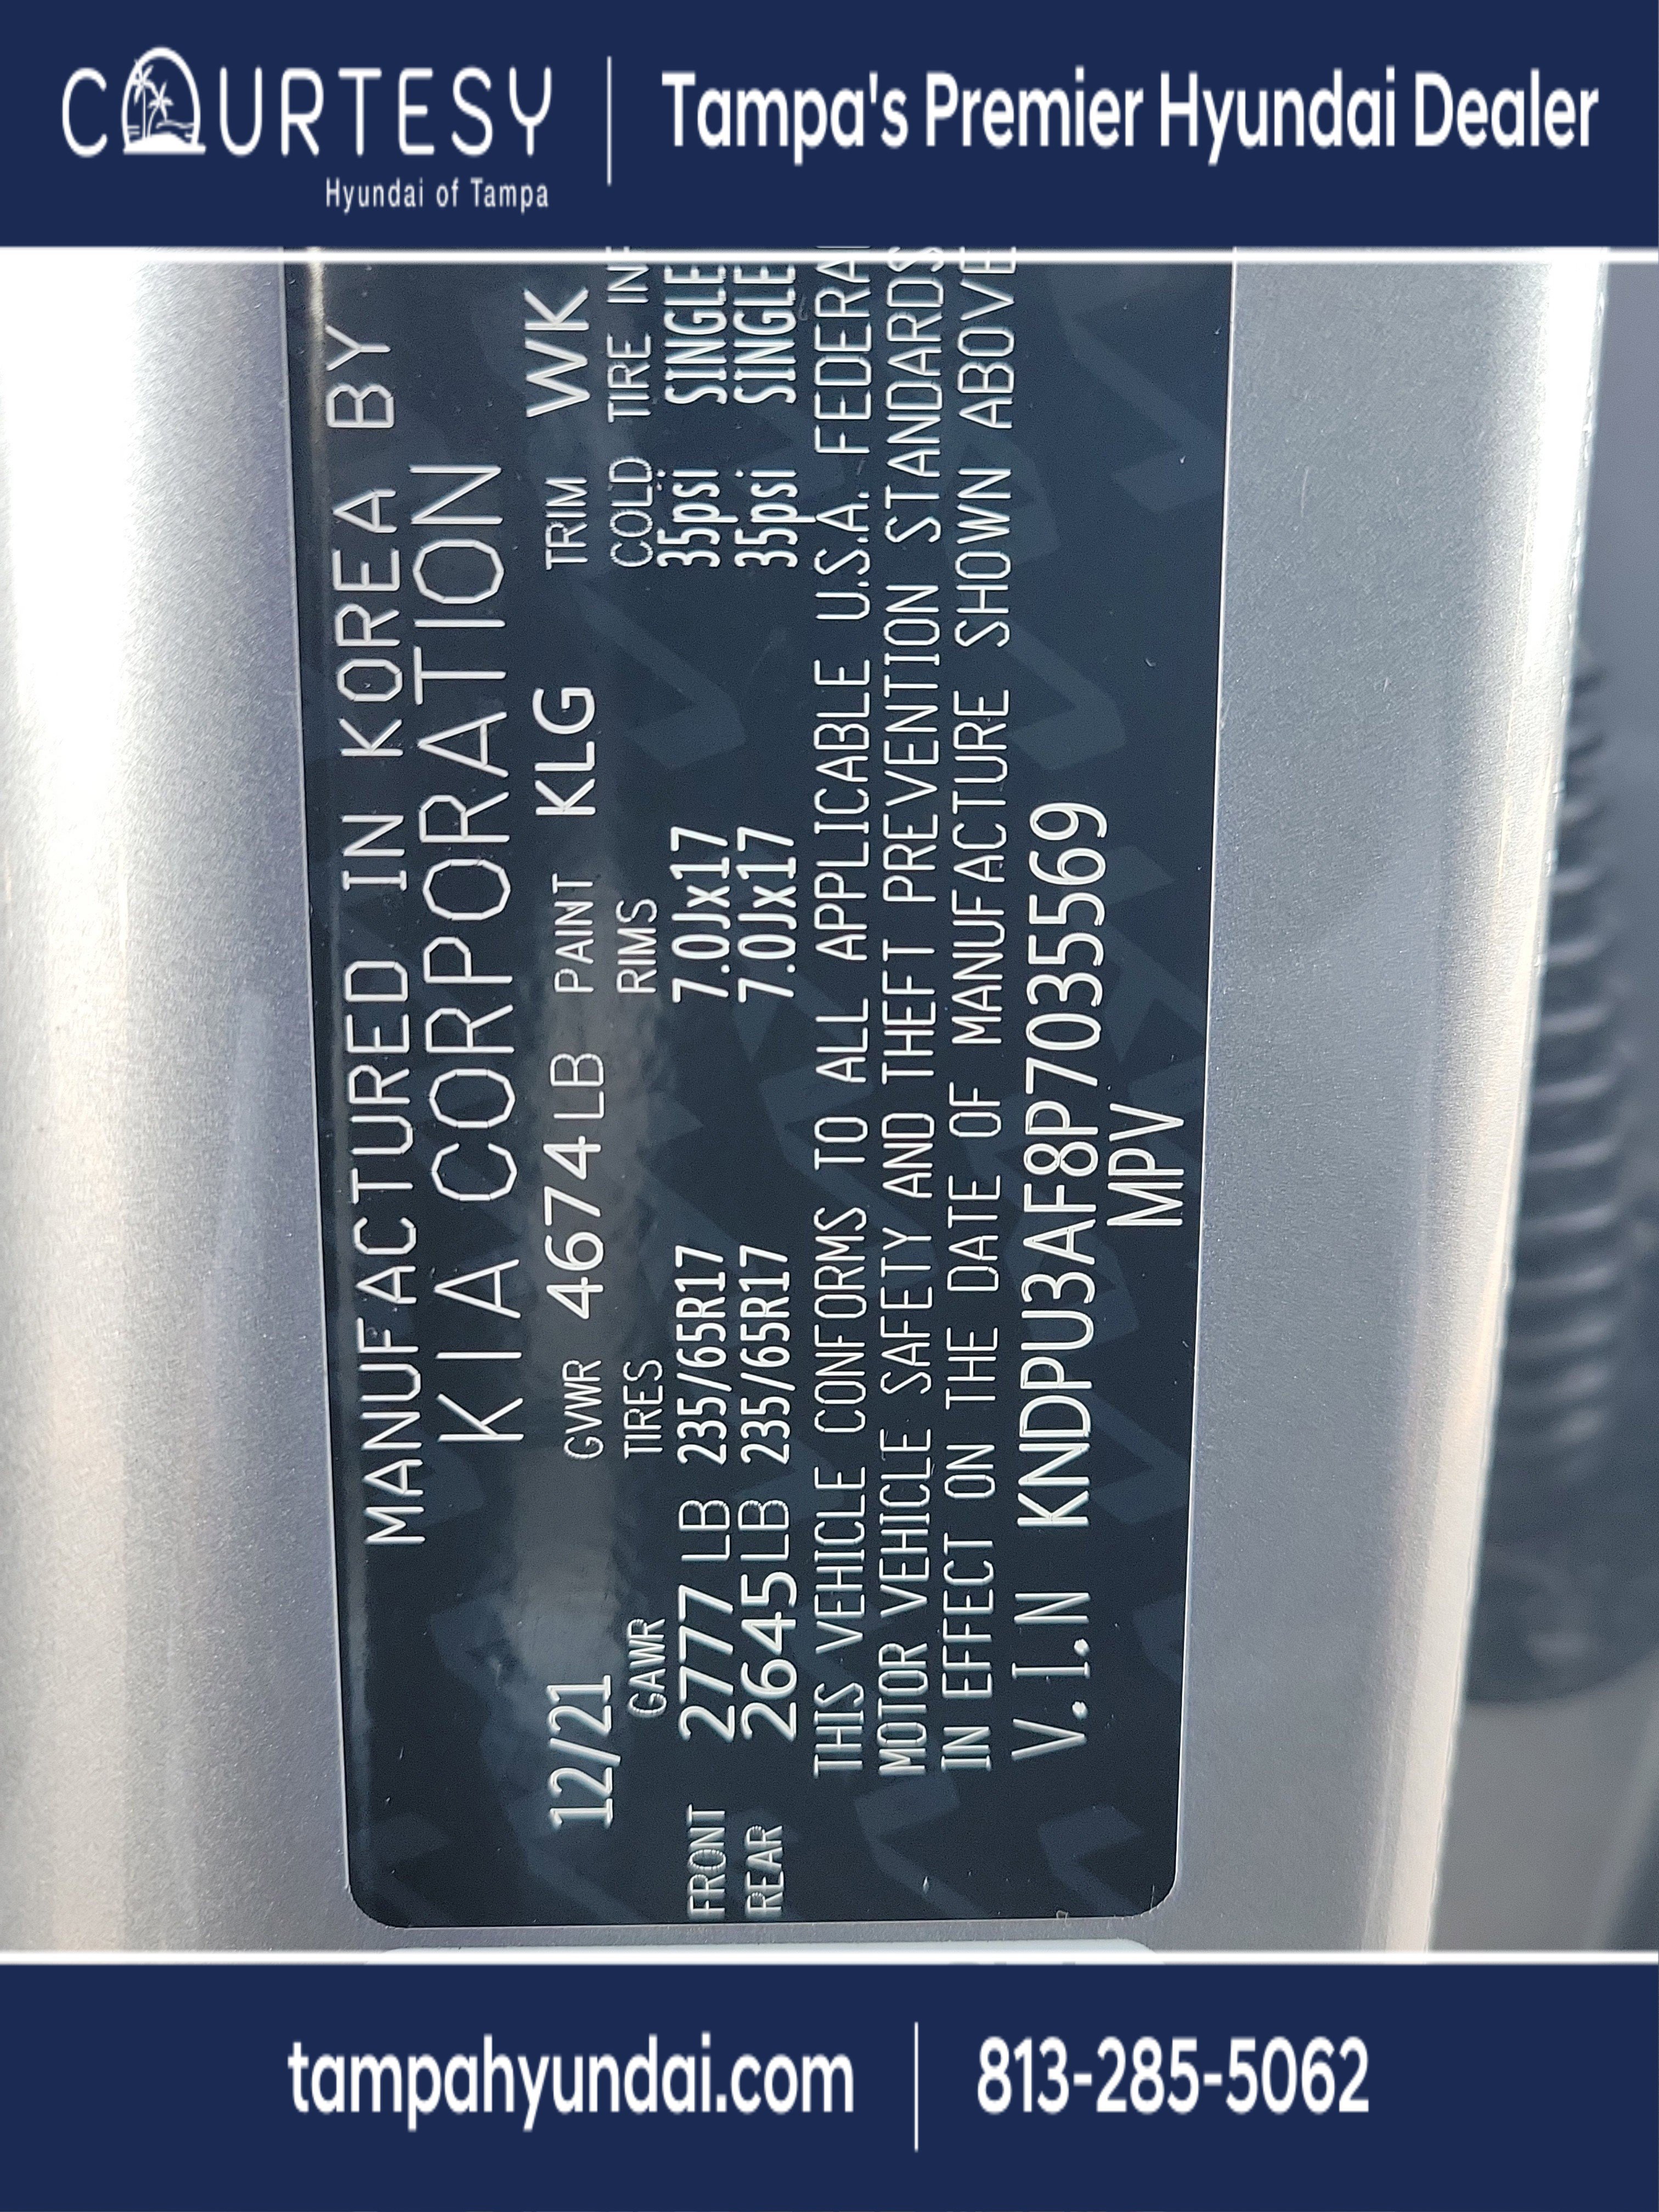 COURTESY
Hyundai of Tampa
Tampa's Premier Hyundai Dealer
MANUFACTURED IN KOREA BY
KIA CORPORATION
12/21 GVWR 4674LB PAINT KLG TRIM WK
GAWR TIRES RIMS COLD TIRE
FRONT 2777 LB 235/65R17 7.0Jx17 35psi SINGLE
REAR 2645LB 235/65R17 7.0Jx17 35psi SINGLE
THIS VEHICLE CONFORMS TO ALL APPLICABLE U.S.A. FEDERA
MOTOR VEHICLE SAFETY AND THEFT PREVENTION STANDARDS
IN EFFECT ON THE DATE OF MANUFACTURE SHOWN ABOVE
V.I.N KNDPU3AF8P7035569
MPV
tampahyundai.com
813-285-5062